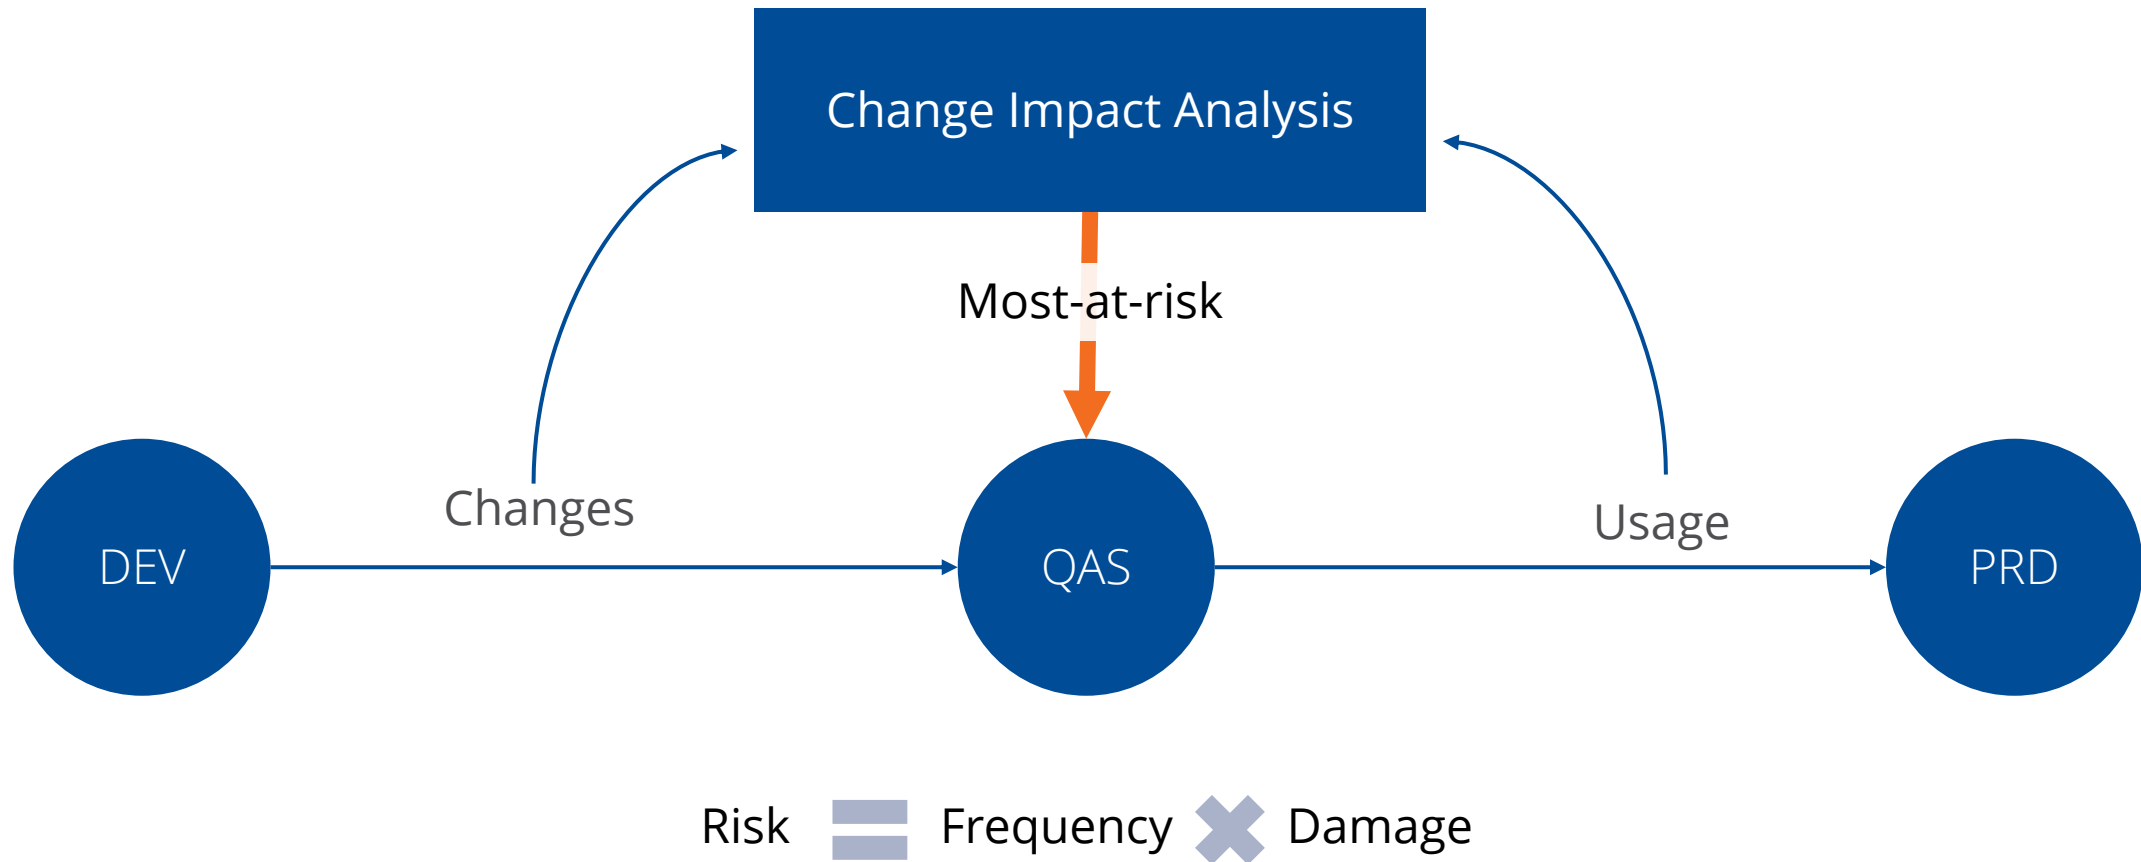 Change Impact Analysis
Most-at-risk
Changes
Usage
DEV
QAS
PRD
Risk = Frequency × Damage